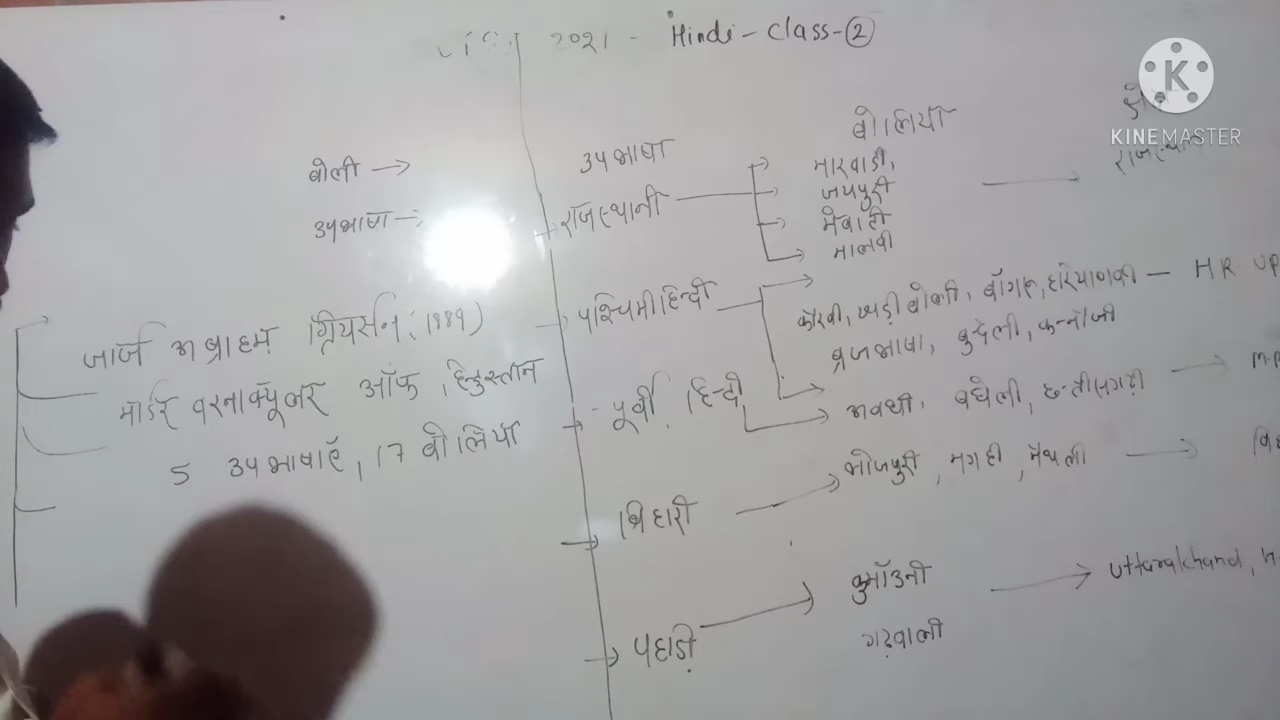 2021 - Hindi - Class - 2
KINEMASTER
बोली →
उपभाषा →
जार्ज अब्राहम ग्रियर्सन (1889)
मार्डर वरनाक्यूलर ऑफ हिन्दुस्तान
5 उपभाषाएँ, 17 बोलियाँ
उपभाषा
बोलियाँ
राजस्थानी
मारवाडी,
जयपुरी
मेवाती
मालवी
पश्चिमी हिन्दी
कौरवी, खड़ी बोली, बाँगरू, हरियाणवी — HR UP
ब्रजभाषा, बुन्देली, कन्नौजी
पूर्वी हिन्दी
अवधी, बघेली, छत्तीसगढ़ी → M.P
बिहारी
भोजपुरी, मगही, मैथली →
पहाड़ी
कुमाँउनी → Uttarakhand,
गढ़वाली